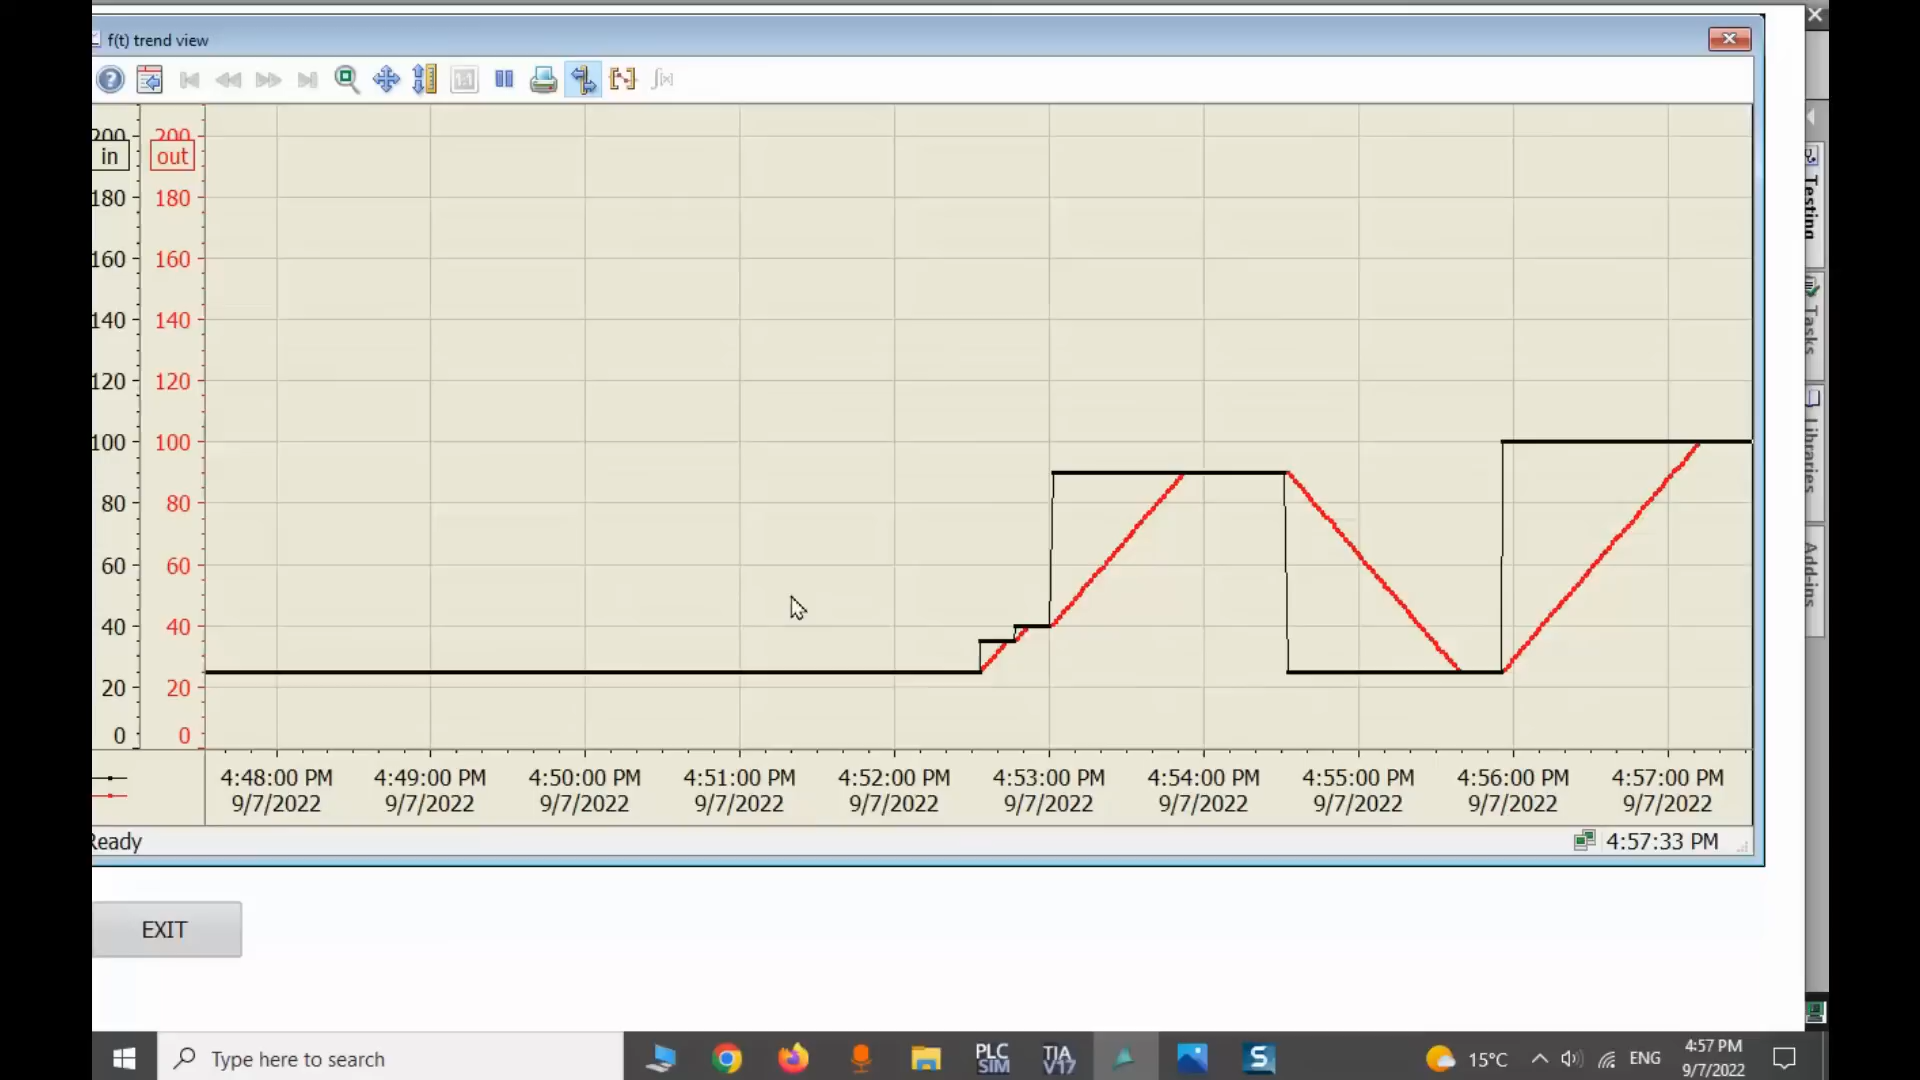 f(t) trend view
200 200
in out
180 180
160 160
140 140
120 120
100 100
80 80
60 60
40 40
20 20
0 0
4:48:00 PM 4:49:00 PM 4:50:00 PM 4:51:00 PM 4:52:00 PM 4:53:00 PM 4:54:00 PM 4:55:00 PM 4:56:00 PM 4:57:00 PM
9/7/2022 9/7/2022 9/7/2022 9/7/2022 9/7/2022 9/7/2022 9/7/2022 9/7/2022 9/7/2022 9/7/2022
Ready 4:57:33 PM
EXIT
Testing
Tasks
Libraries
Add-ins
Type here to search
PLC
SIM
TIA
V17
S
15°C
ENG
4:57 PM
9/7/2022